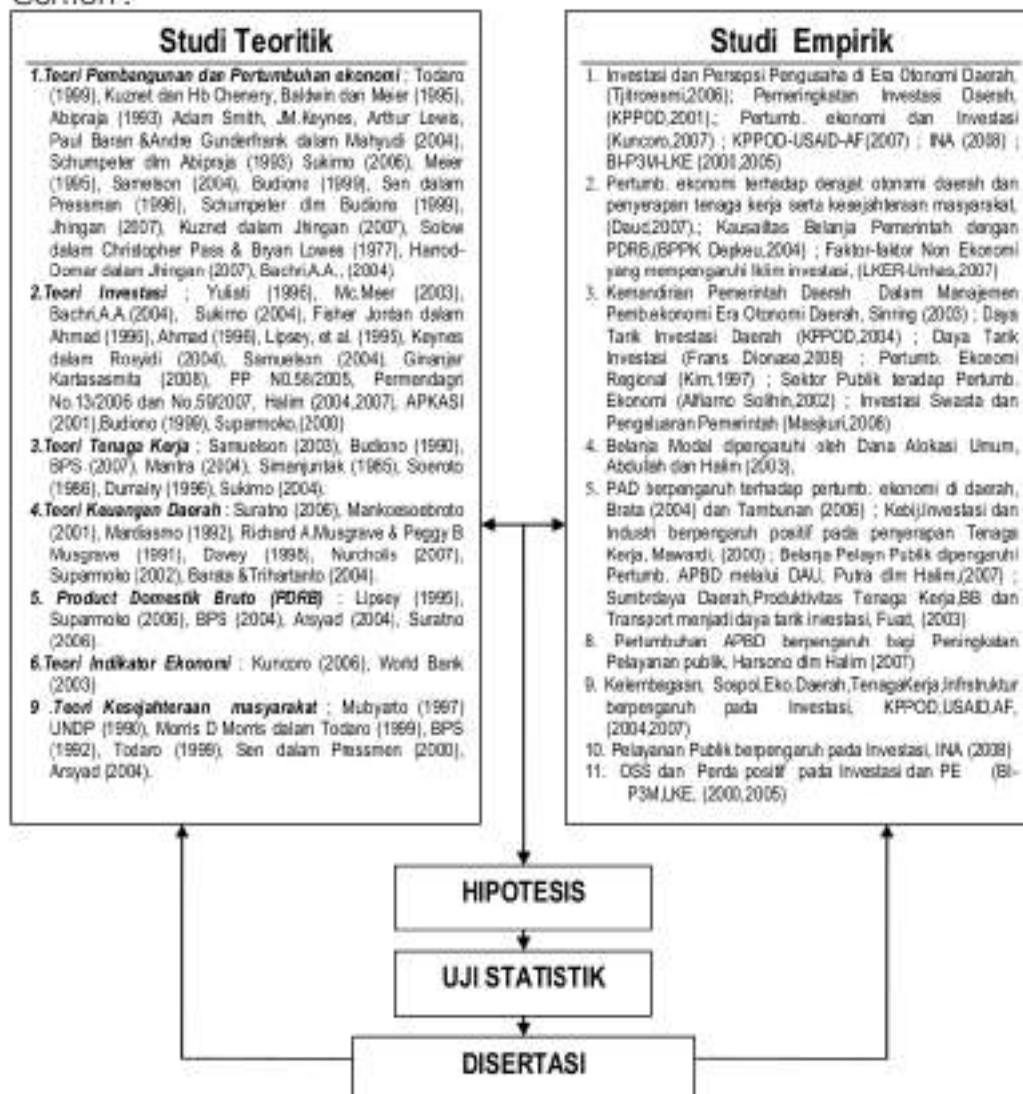 Contoh :
Studi Teoritik
1.Teori Pembangunan dan Pertumbuhan ekonomi : Todaro
(1999), Kuznet dan Hb Chenery, Baldwin dan Meier (1995),
Abipraja (1993) Adam Smith, JM.Keynes, Arthur Lewis,
Paul Baran &Andre Gunderfrank dalam Mahyudi (2004),
Schumpeter dlm Abipraja (1993) Sukirno (2006), Meier
(1995), Samelson (2004), Budiono (1999), Sen dalam
Pressman (1996), Schumpeter dlm Budiono (1999),
Jhingan (2007), Kuznet dalam Jhingan (2007), Solow
dalam Christopher Pass & Bryan Lowes (1977), Harrod-
Domar dalam Jhingan (2007), Bachri,A.A., (2004)
2.Teori Investasi ; Yuliati (1996), Mc.Meer (2003),
Bachri,A.A.(2004), Sukirno (2004), Fisher Jordan dalam
Ahmad (1996), Ahmad (1996), Lipsey, et al. (1995), Keynes
dalam Rosyidi (2004), Samuelson (2004), Ginanjar
Kartasasmita (2008), PP N0.58/2005, Permendagri
No.13/2006 dan No.59/2007, Halim (2004,2007), APKASI
(2001),Budiono (1999), Suparmoko,(2000)
3.Teori Tenaga Kerja ; Samuelson (2003), Budiono (1990),
BPS (2007), Mantra (2004), Simanjuntak (1985), Soeroto
(1986), Dumairy (1996), Sukirno (2004).
4.Teori Keuangan Daerah : Suratno (2006), Mankoesoebroto
(2001), Mardiasmo (1992), Richard A.Musgrave & Peggy B
Musgrave (1991), Davey (1998), Nurcholis (2007),
Suparmoko (2002), Barata &Trihartanto (2004).
5. Product Domestik Bruto (PDRB) : Lipsey (1995),
Suparmoko (2006), BPS (2004), Arsyad (2004), Suratno
(2006).
6.Teori Indikator Ekonomi : Kuncoro (2006), World Bank
(2003)
9 .Teori Kesejahteraan masyarakat : Mubyarto (1997)
UNDP (1990), Morris D Morris dalam Todaro (1999), BPS
(1992), Todaro (1999), Sen dalam Pressmen (2000),
Arsyad (2004).
Studi Empirik
1. Investasi dan Persepsi Pengusaha di Era Otonomi Daerah,
(Tjitroresmi,2006); Pemeringkatan Investasi Daerah,
(KPPOD,2001).; Pertumb. ekonomi dan Investasi
(Kuncoro,2007) ; KPPOD-USAID-AF(2007) ; INA (2008) ;
BI-P3M-LKE (2000,2005)
2. Pertumb. ekonomi terhadap derajat otonomi daerah dan
penyerapan tenaga kerja serta kesejahteraan masyarakat,
(Daud,2007).; Kausalitas Belanja Pemerintah dengan
PDRB,(BPPK Depkeu,2004) ; Faktor-faktor Non Ekonomi
yang mempengaruhi Iklim investasi, (LKER-Unhas,2007)
3. Kemandirian Pemerintah Daerah Dalam Manajemen
Pemb.ekonomi Era Otonomi Daerah, Sinring (2003) ; Daya
Tarik Investasi Daerah (KPPOD,2004) ; Daya Tarik
Investasi (Frans Dionase,2008) ; Pertumb. Ekonomi
Regional (Kim,1997) ; Sektor Publik teradap Pertumb.
Ekonomi (Alfiarno Solihin,2002) ; Investasi Swasta dan
Pengeluaran Pemerintah (Masjkuri,2006)
4. Belanja Modal dipengaruhi oleh Dana Alokasi Umum,
Abdullah dan Halim (2003),
5. PAD berpengaruh terhadap pertumb. ekonomi di daerah,
Brata (2004) dan Tambunan (2006) ; Kebij.Investasi dan
Industri berpengaruh positif pada penyerapan Tenaga
Kerja, Mawardi, (2000) ; Belanja Pelayn Publik dipengaruhi
Pertumb. APBD melalui DAU, Putra dlm Halim,(2007) ;
Sumbrdaya Daerah,Produktivitas Tenaga Kerja,BB dan
Transport menjadi daya tarik investasi, Fuad, (2003)
8. Pertumbuhan APBD berpengaruh bagi Peningkatan
Pelayanan publik, Harsono dlm Halim (2007)
9. Kelembagaan, Sospol,Eko.Daerah,TenagaKerja,Infrstruktur
berpengaruh pada Investasi, KPPOD,USAID,AF,
(2004,2007)
10. Pelayanan Publik berpengaruh pada Investasi, INA (2008)
11. OSS dan Perda positif pada Investasi dan PE (BI-
P3M,LKE, (2000,2005)
HIPOTESIS
UJI STATISTIK
DISERTASI